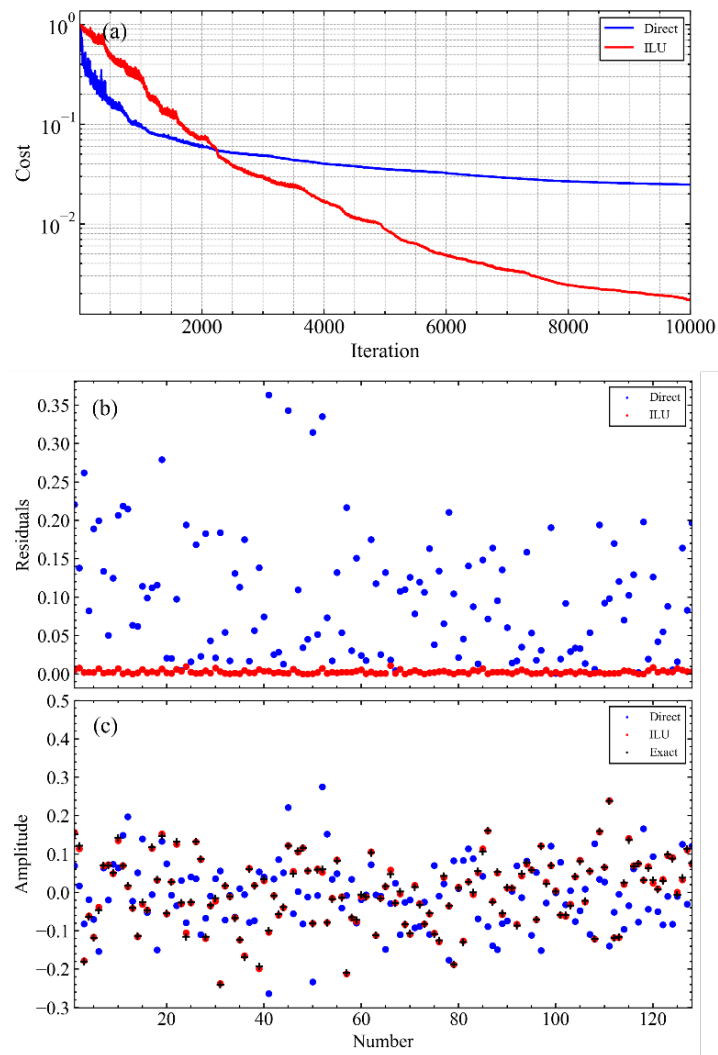 (a)
Direct
ILU
10⁰
10⁻¹
10⁻²
Cost
2000 4000 6000 8000 10000
Iteration
(b)
Direct
ILU
0.35
0.30
0.25
0.20
0.15
0.10
0.05
0.00
Residuals
(c)
Direct
ILU
Exact
0.5
0.4
0.3
0.2
0.1
0.0
−0.1
−0.2
−0.3
Amplitude
20 40 60 80 100 120
Number